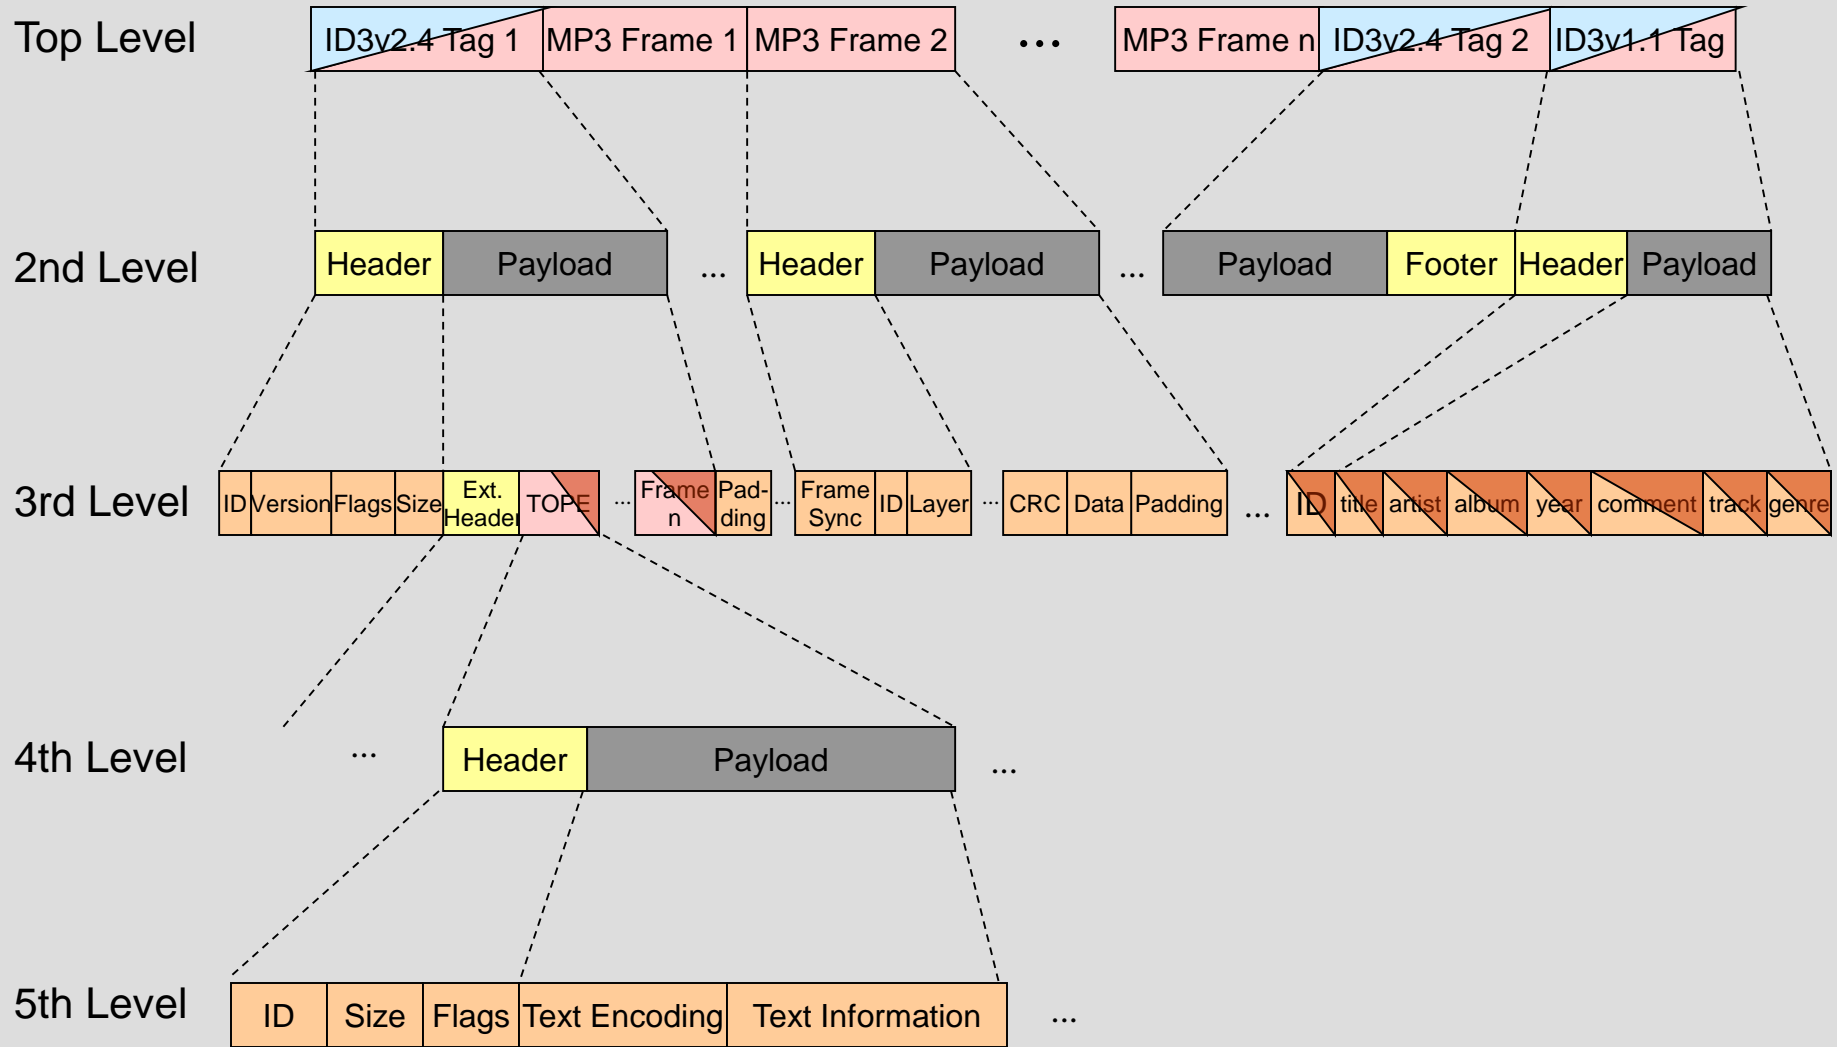 Top Level ID3v2.4 Tag 1 MP3 Frame 1 MP3 Frame 2 ... MP3 Frame n ID3v2.4 Tag 2 ID3v1.1 Tag
2nd Level Header Payload ... Header Payload ... Payload Footer Header Payload
3rd Level ID Version Flags Size Ext. Header TOPE ... Frame n Pad-ding ... Frame Sync ID Layer ... CRC Data Padding ... ID title artist album year comment track genre
4th Level ... Header Payload ...
5th Level ID Size Flags Text Encoding Text Information ...